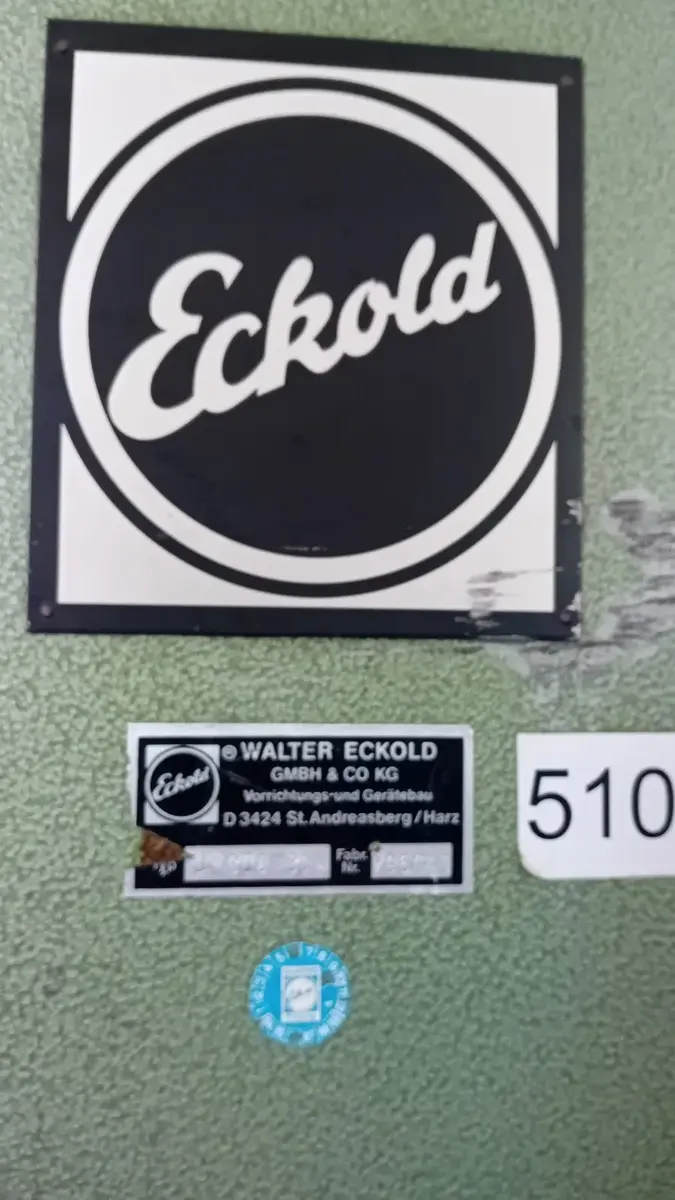 Eckold
Eckold
® WALTER ECKOLD
GMBH & CO KG
Vorrichtungs-und Gerätebau
D 3424 St. Andreasberg/Harz
Fabr.
Nr.
510